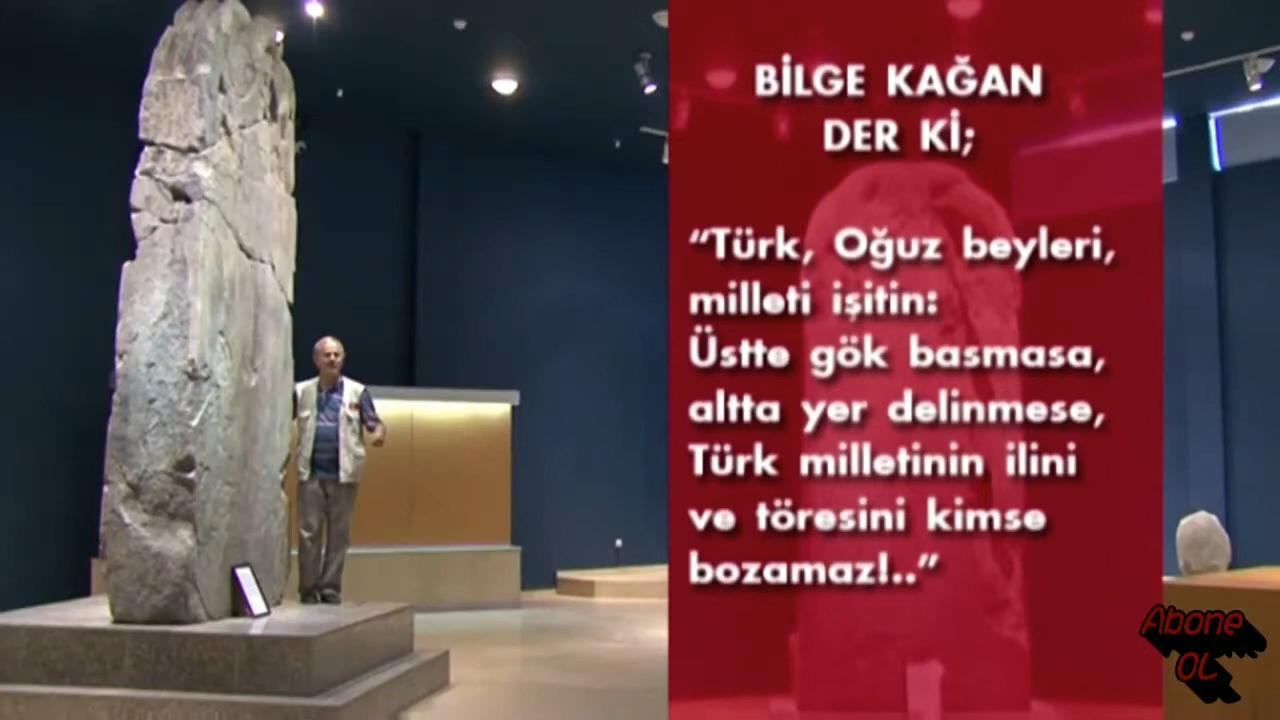 BİLGE KAĞAN
DER Kİ;
“Türk, Oğuz beyleri,
milleti işitin:
Üstte gök basmasa,
altta yer delinmese,
Türk milletinin ilini
ve töresini kimse
bozamaz!..”
Abone
OL